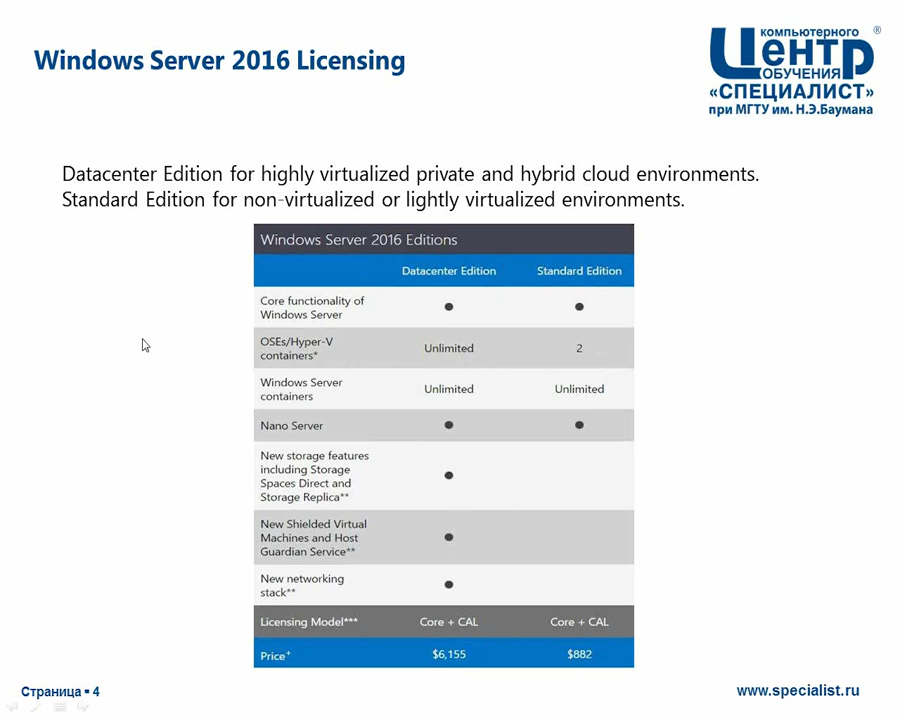 Windows Server 2016 Licensing
КОМПЬЮТЕРНОГО
Центр
ОБУЧЕНИЯ
«СПЕЦИАЛИСТ»
при МГТУ им. Н.Э.Баумана
®
Datacenter Edition for highly virtualized private and hybrid cloud environments.
Standard Edition for non-virtualized or lightly virtualized environments.
Windows Server 2016 Editions
Datacenter Edition Standard Edition
Core functionality of
Windows Server
● ●
OSEs/Hyper-V
containers*
Unlimited 2
Windows Server
containers
Unlimited Unlimited
Nano Server ● ●
New storage features
including Storage
Spaces Direct and
Storage Replica**
●
New Shielded Virtual
Machines and Host
Guardian Service**
●
New networking
stack**
●
Licensing Model*** Core + CAL Core + CAL
Price+ $6,155 $882
Страница ▪ 4
www.specialist.ru